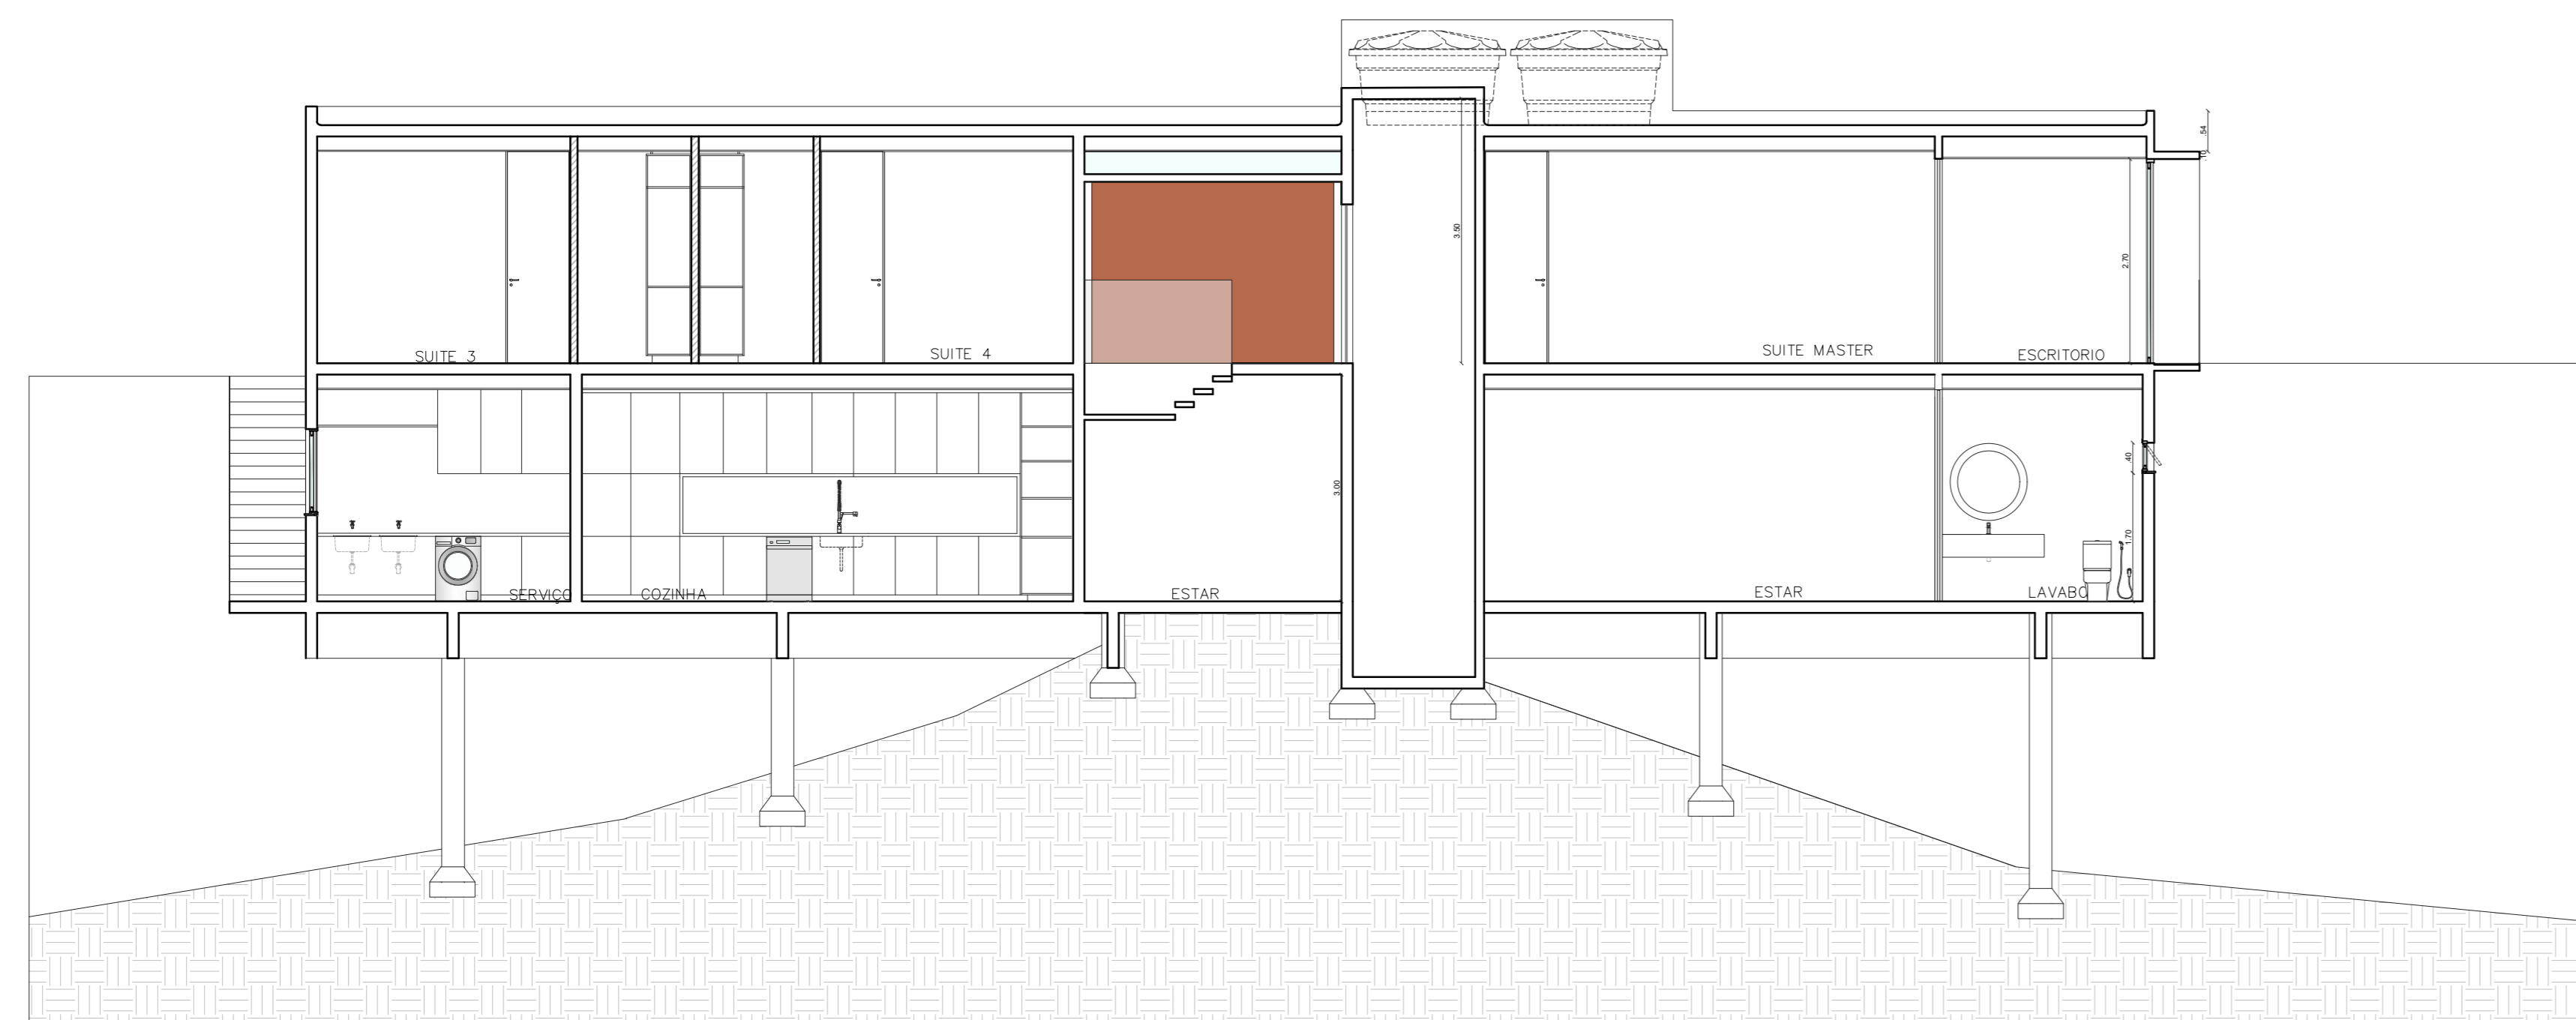 .54
.10
3.50
2.70
SUITE 3
SUITE 4
SUITE MASTER
ESCRITORIO
.40
3.00
1.70
SERVIÇO
COZINHA
ESTAR
ESTAR
LAVABO